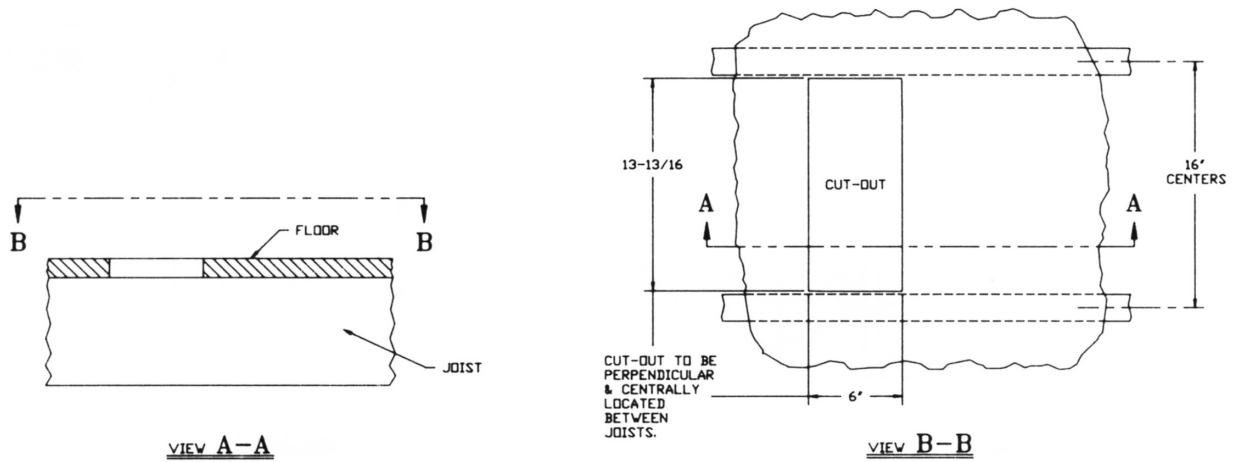 B
B
FLOOR
JOIST
VIEW A-A
13-13/16
CUT-OUT
A
A
16"
CENTERS
CUT-OUT TO BE
PERPENDICULAR
& CENTRALLY
LOCATED
BETWEEN
JOISTS.
6"
VIEW B-B